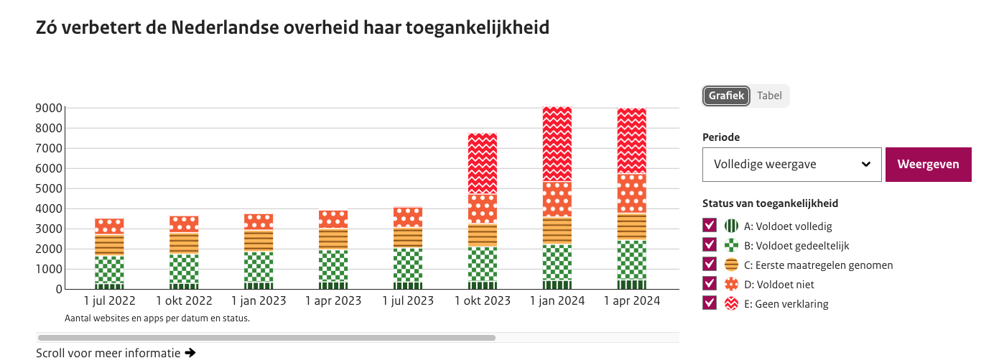 Zó verbetert de Nederlandse overheid haar toegankelijkheid
9000
8000
7000
6000
5000
4000
3000
2000
1000
0
1 jul 2022 1 okt 2022 1 jan 2023 1 apr 2023 1 jul 2023 1 okt 2023 1 jan 2024 1 apr 2024
Aantal websites en apps per datum en status.
Scroll voor meer informatie
Grafiek Tabel
Periode
Volledige weergave Weergeven
Status van toegankelijkheid
A: Voldoet volledig
B: Voldoet gedeeltelijk
C: Eerste maatregelen genomen
D: Voldoet niet
E: Geen verklaring